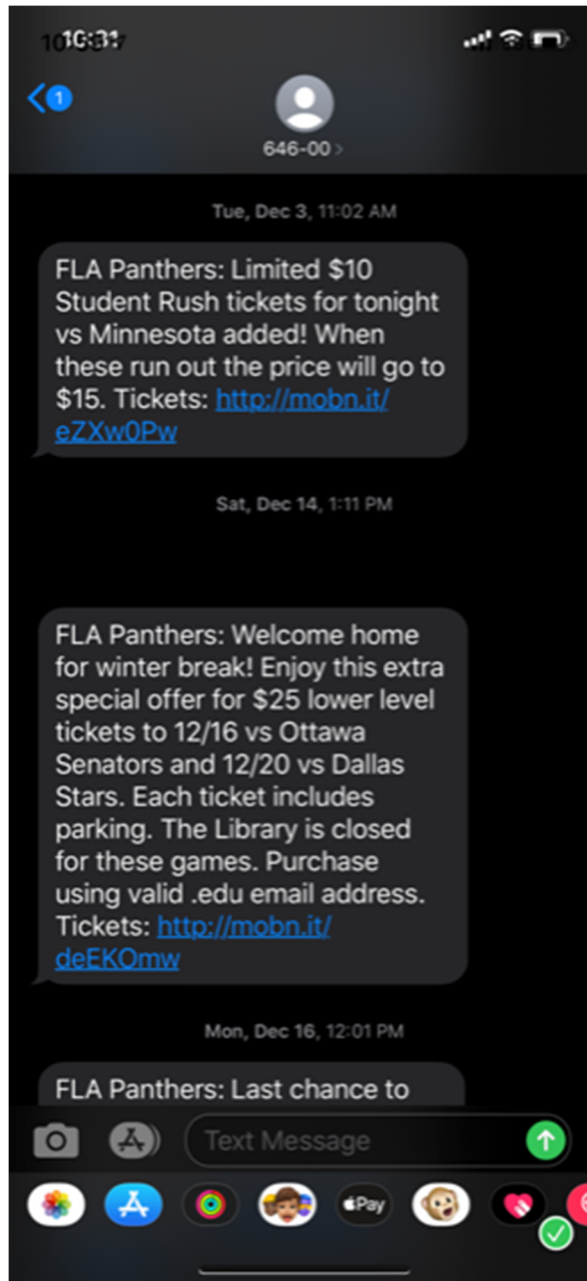 1
646-00 >
Tue, Dec 3, 11:02 AM
FLA Panthers: Limited $10
Student Rush tickets for tonight
vs Minnesota added! When
these run out the price will go to
$15. Tickets: http://mobn.it/
eZXw0Pw
Sat, Dec 14, 1:11 PM
FLA Panthers: Welcome home
for winter break! Enjoy this extra
special offer for $25 lower level
tickets to 12/16 vs Ottawa
Senators and 12/20 vs Dallas
Stars. Each ticket includes
parking. The Library is closed
for these games. Purchase
using valid .edu email address.
Tickets: http://mobn.it/
deEKOmw
Mon, Dec 16, 12:01 PM
FLA Panthers: Last chance to
Text Message
Pay